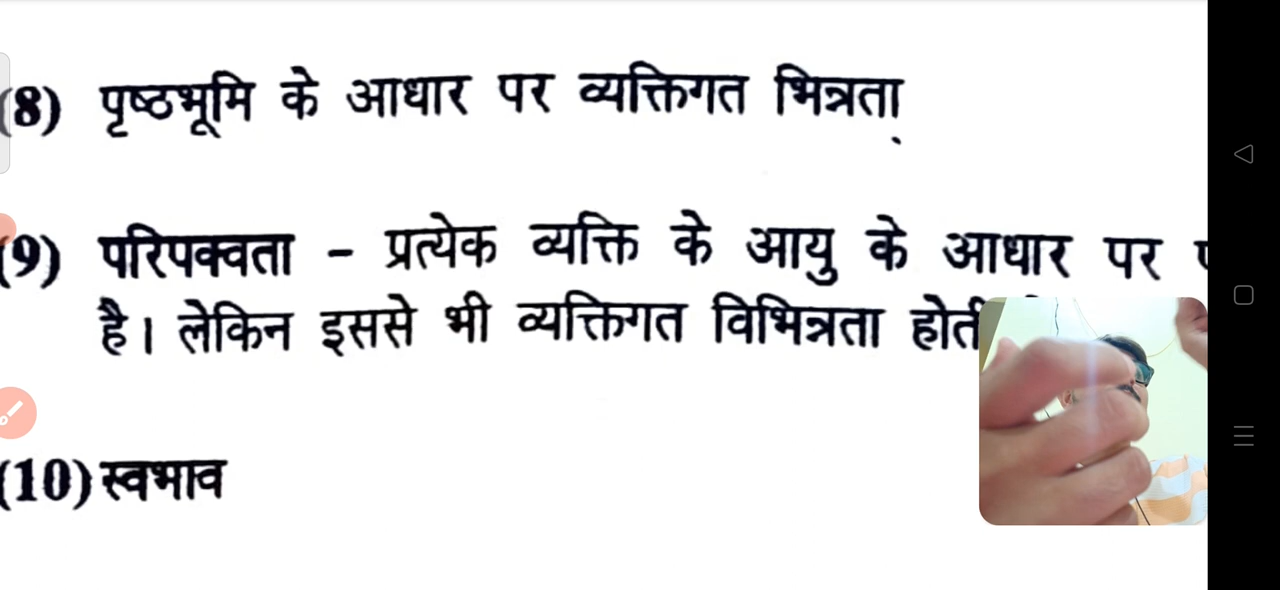 (8) पृष्ठभूमि के आधार पर व्यक्तिगत भिन्नता
(9) परिपक्वता – प्रत्येक व्यक्ति के आयु के आधार पर
है। लेकिन इससे भी व्यक्तिगत विभिन्नता होती
(10) स्वभाव